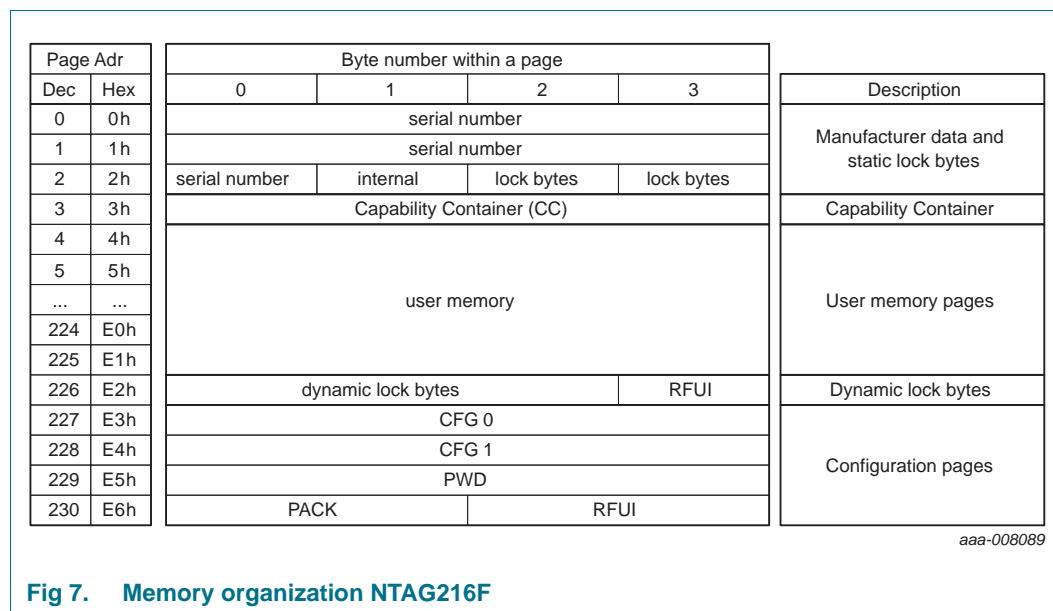 Page Adr Byte number within a page
Dec Hex 0 1 2 3 Description
0 0h serial number
1 1h serial number
Manufacturer data and
static lock bytes
2 2h serial number internal lock bytes lock bytes
3 3h Capability Container (CC) Capability Container
4 4h
5 5h
... ... user memory User memory pages
224 E0h
225 E1h
226 E2h dynamic lock bytes RFUI Dynamic lock bytes
227 E3h CFG 0
228 E4h CFG 1
Configuration pages
229 E5h PWD
230 E6h PACK RFUI
aaa-008089
Fig 7. Memory organization NTAG216F